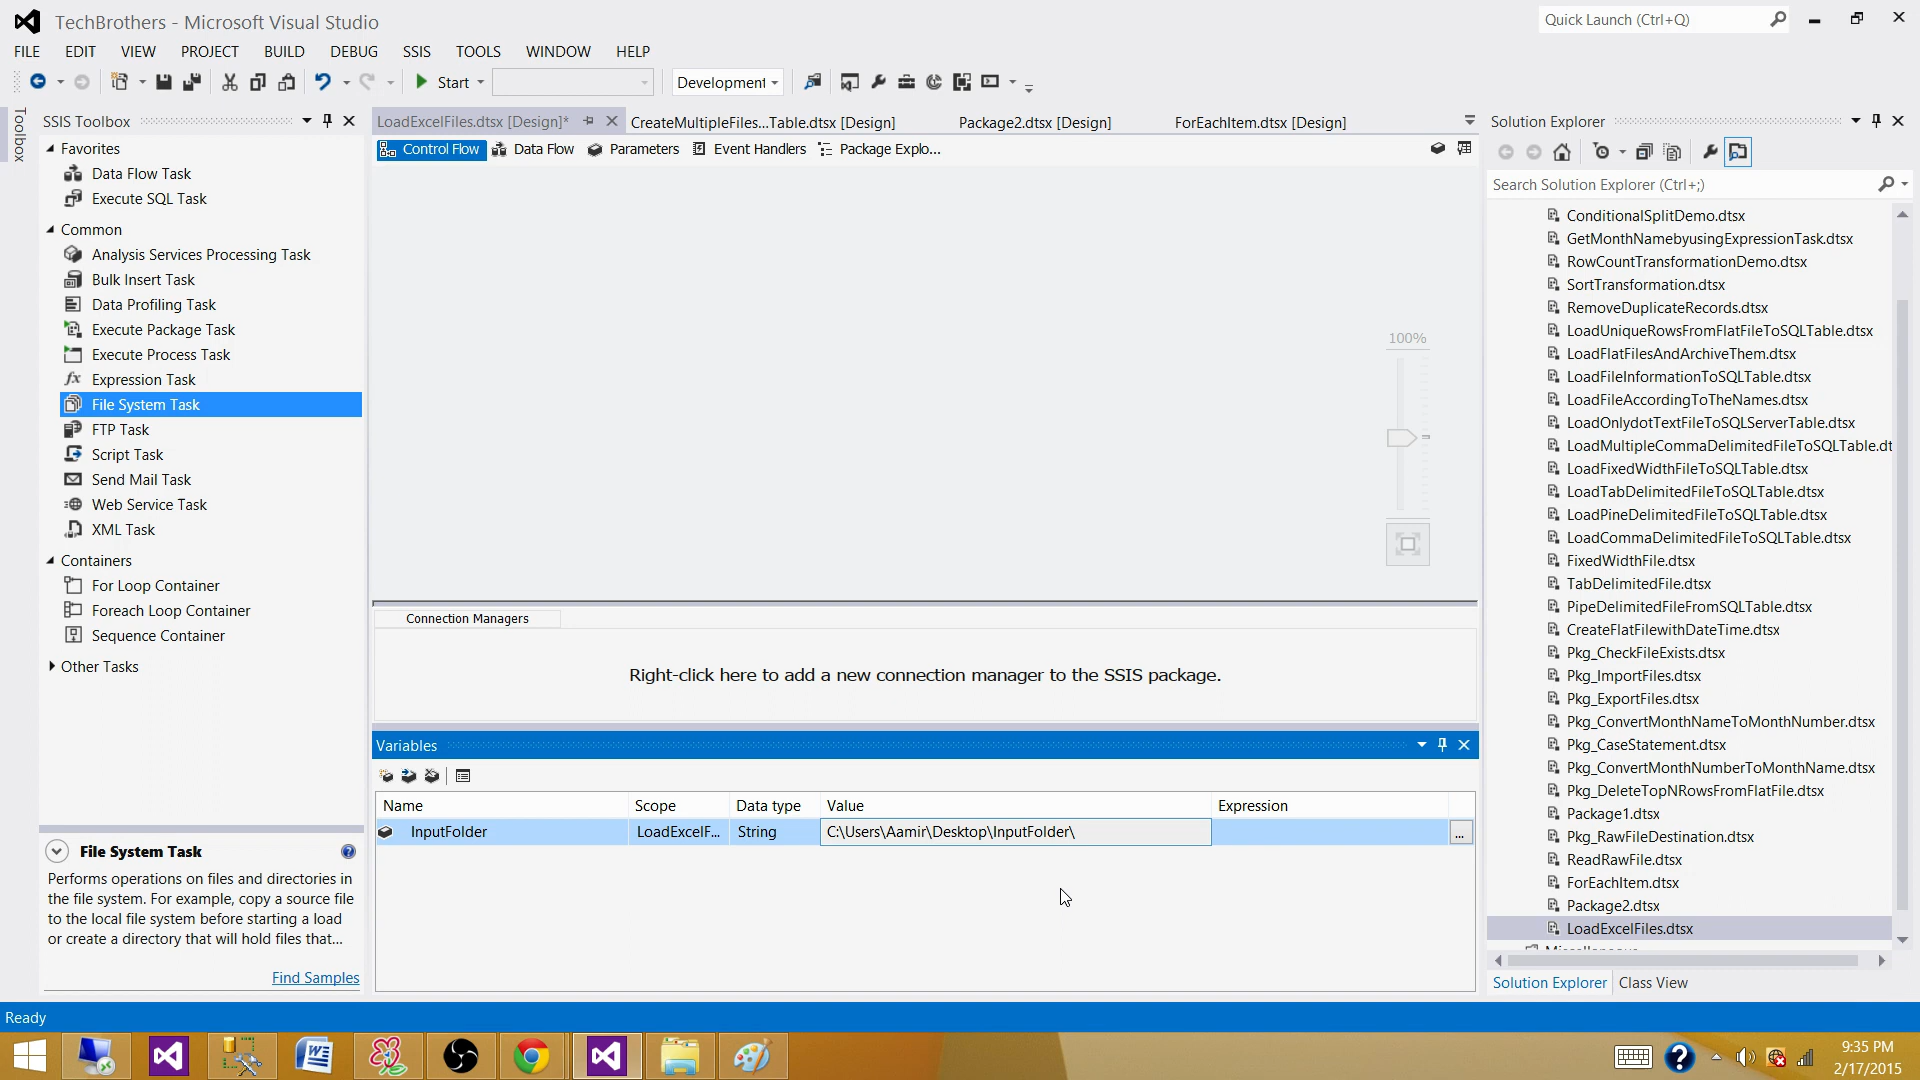 TechBrothers - Microsoft Visual Studio
Quick Launch (Ctrl+Q)
FILE EDIT VIEW PROJECT BUILD DEBUG SSIS TOOLS WINDOW HELP
Start
Development
Toolbox
SSIS Toolbox
Favorites
Data Flow Task
Execute SQL Task
Common
Analysis Services Processing Task
Bulk Insert Task
Data Profiling Task
Execute Package Task
Execute Process Task
Expression Task
File System Task
FTP Task
Script Task
Send Mail Task
Web Service Task
XML Task
Containers
For Loop Container
Foreach Loop Container
Sequence Container
Other Tasks
File System Task
Performs operations on files and directories in
the file system. For example, copy a source file
to the local file system before starting a load
or create a directory that will hold files that...
Find Samples
LoadExcelFiles.dtsx [Design]* CreateMultipleFiles...Table.dtsx [Design] Package2.dtsx [Design] ForEachItem.dtsx [Design]
Control Flow Data Flow Parameters Event Handlers Package Explo...
100%
Connection Managers
Right-click here to add a new connection manager to the SSIS package.
Variables
Name Scope Data type Value Expression
InputFolder LoadExcelF... String C:\Users\Aamir\Desktop\InputFolder\ ...
Solution Explorer
Search Solution Explorer (Ctrl+;)
ConditionalSplitDemo.dtsx
GetMonthNamebyusingExpressionTask.dtsx
RowCountTransformationDemo.dtsx
SortTransformation.dtsx
RemoveDuplicateRecords.dtsx
LoadUniqueRowsFromFlatFileToSQLTable.dtsx
LoadFlatFilesAndArchiveThem.dtsx
LoadFileInformationToSQLTable.dtsx
LoadFileAccordingToTheNames.dtsx
LoadOnlydotTextFileToSQLServerTable.dtsx
LoadMultipleCommaDelimitedFileToSQLTable.dt
LoadFixedWidthFileToSQLTable.dtsx
LoadTabDelimitedFileToSQLTable.dtsx
LoadPineDelimitedFileToSQLTable.dtsx
LoadCommaDelimitedFileToSQLTable.dtsx
FixedWidthFile.dtsx
TabDelimitedFile.dtsx
PipeDelimitedFileFromSQLTable.dtsx
CreateFlatFilewithDateTime.dtsx
Pkg_CheckFileExists.dtsx
Pkg_ImportFiles.dtsx
Pkg_ExportFiles.dtsx
Pkg_ConvertMonthNameToMonthNumber.dtsx
Pkg_CaseStatement.dtsx
Pkg_ConvertMonthNumberToMonthName.dtsx
Pkg_DeleteTopNRowsFromFlatFile.dtsx
Package1.dtsx
Pkg_RawFileDestination.dtsx
ReadRawFile.dtsx
ForEachItem.dtsx
Package2.dtsx
LoadExcelFiles.dtsx
Solution Explorer Class View
Ready
9:35 PM
2/17/2015